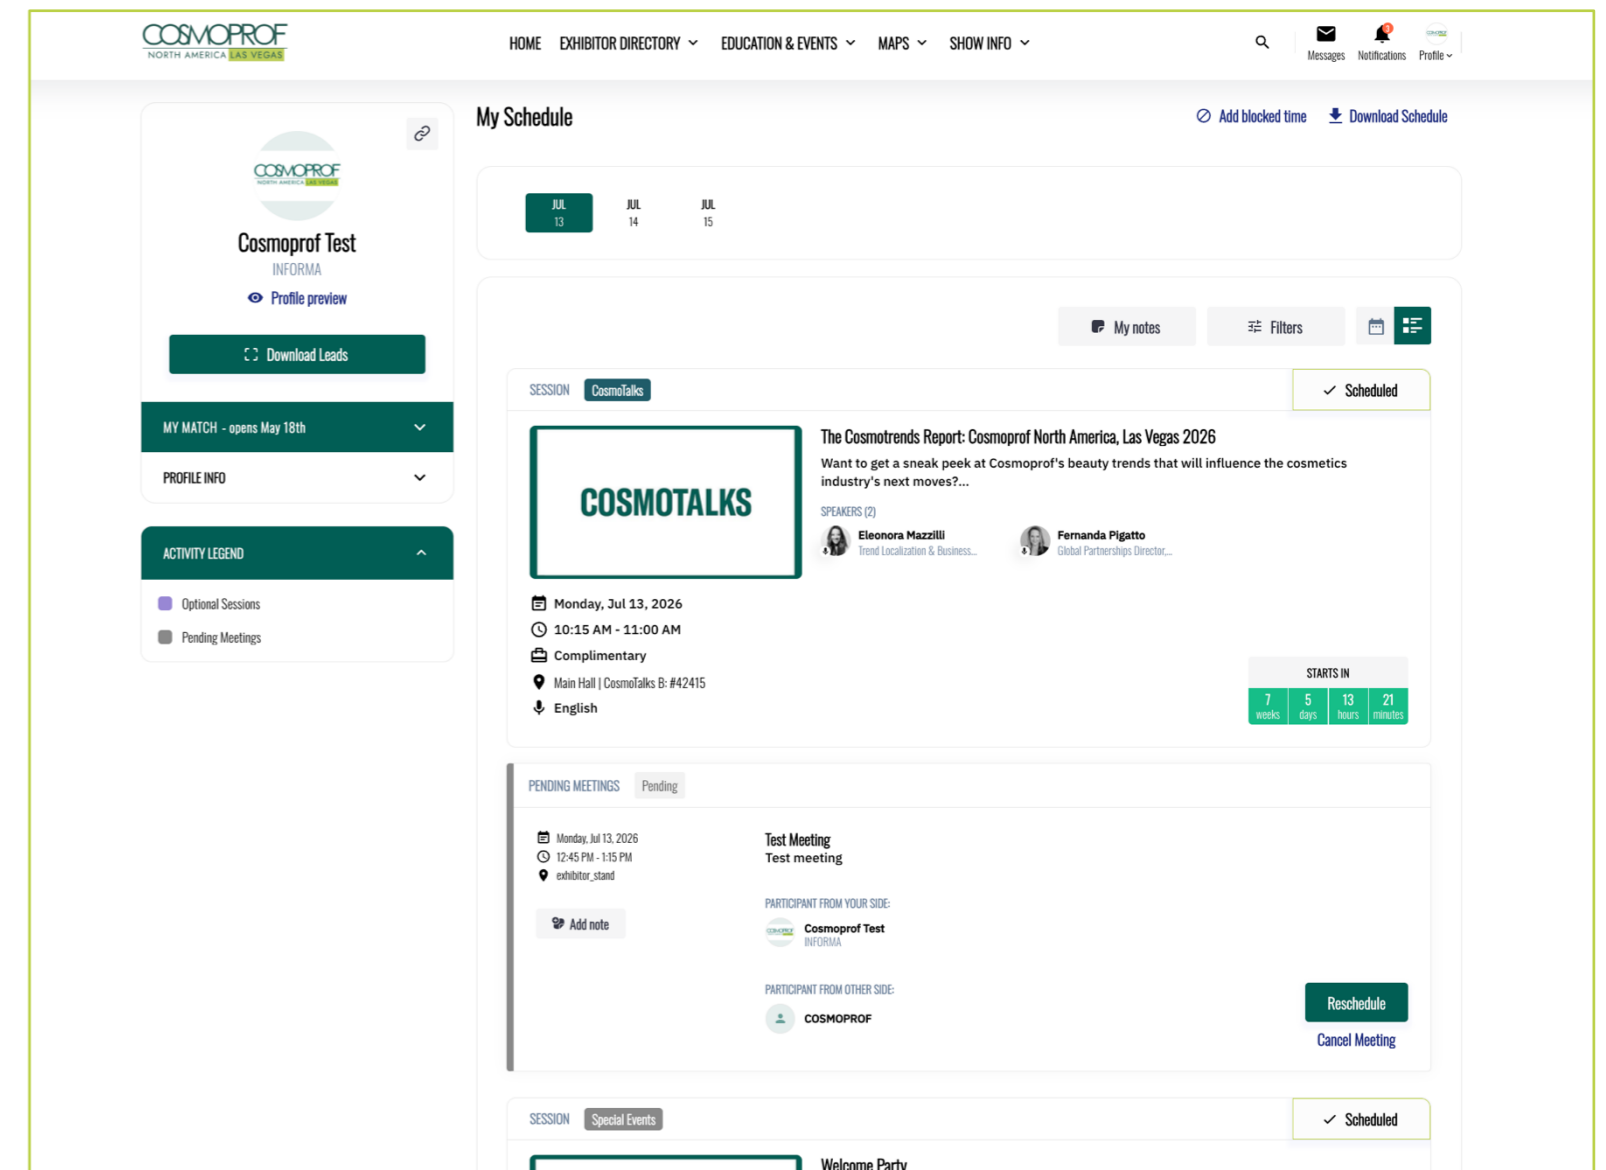 COSMOPROF
NORTH AMERICA LAS VEGAS
HOME EXHIBITOR DIRECTORY EDUCATION & EVENTS MAPS SHOW INFO
3
Messages Notifications Profile
COSMOPROF
NORTH AMERICA LAS VEGAS
Cosmoprof Test
INFORMA
Profile preview
Download Leads
MY MATCH - opens May 18th
PROFILE INFO
ACTIVITY LEGEND
Optional Sessions
Pending Meetings
My Schedule
Add blocked time Download Schedule
JUL JUL JUL
13 14 15
My notes Filters
SESSION CosmoTalks Scheduled
COSMOTALKS
The Cosmotrends Report: Cosmoprof North America, Las Vegas 2026
Want to get a sneak peek at Cosmoprof's beauty trends that will influence the cosmetics
industry's next moves?...
SPEAKERS (2)
Eleonora Mazzilli Fernanda Pigatto
Trend Localization & Business... Global Partnerships Director,...
Monday, Jul 13, 2026
10:15 AM - 11:00 AM
Complimentary
Main Hall | CosmoTalks B: #42415
English
STARTS IN
7 5 13 21
weeks days hours minutes
PENDING MEETINGS Pending
Monday, Jul 13, 2026
12:45 PM - 1:15 PM
exhibitor_stand
Add note
Test Meeting
Test meeting
PARTICIPANT FROM YOUR SIDE:
COSMOPROF
Cosmoprof Test
INFORMA
PARTICIPANT FROM OTHER SIDE:
COSMOPROF
Reschedule
Cancel Meeting
SESSION Special Events Scheduled
Welcome Party